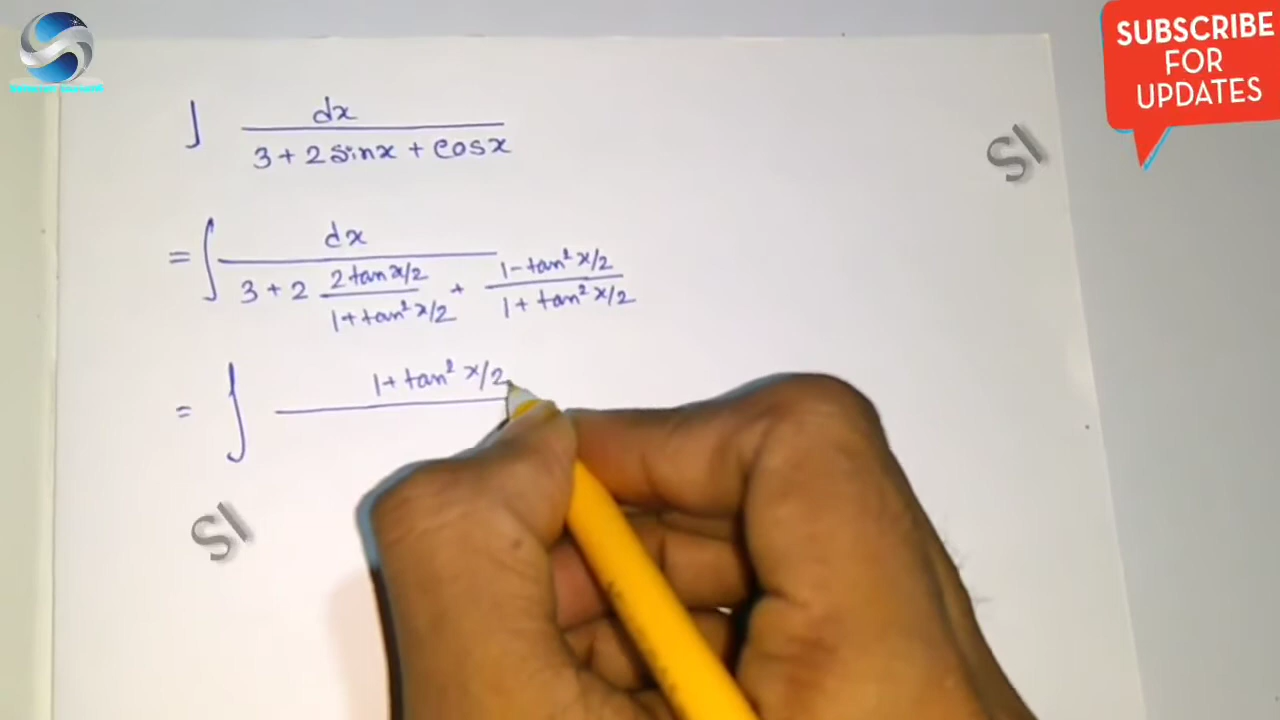 SUBSCRIBE
FOR
UPDATES
∫ dx / 3 + 2 sinx + cosx
SI
= ∫ dx / 3 + 2 2tan x/2 / 1+tan² x/2 + 1-tan² x/2 / 1+tan² x/2
= ∫ 1+tan² x/2
SI